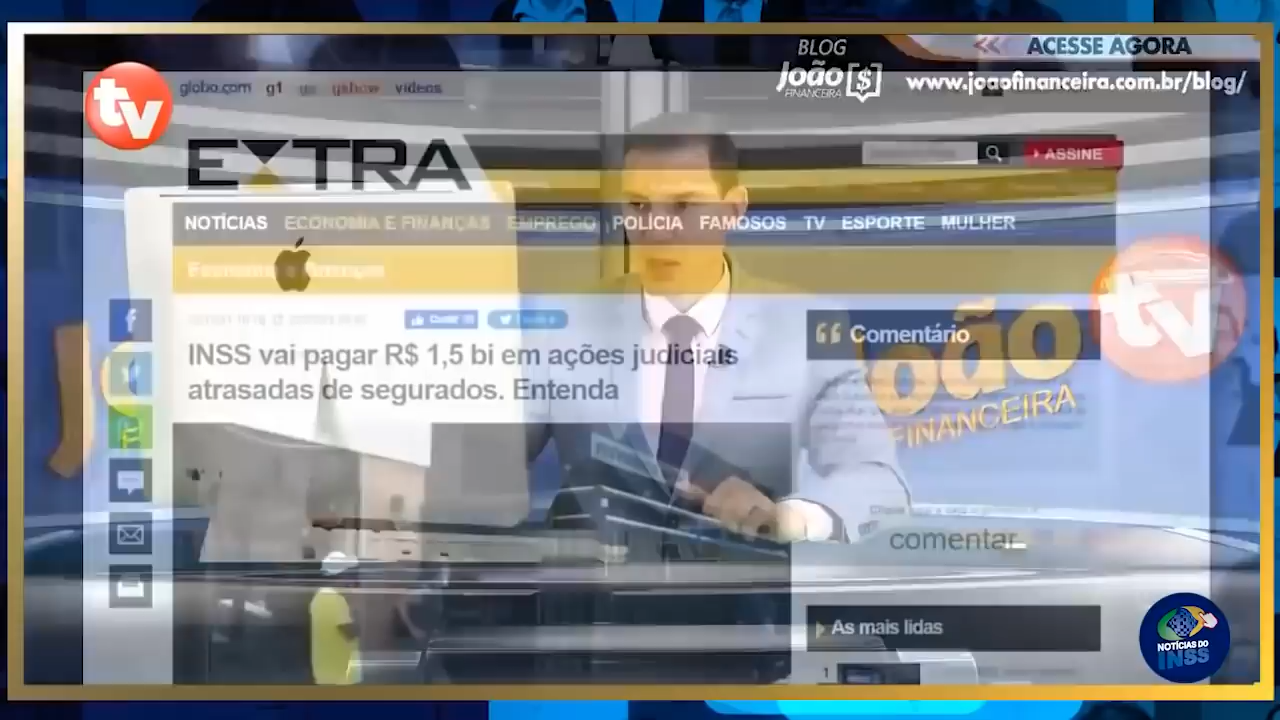 BLOG
João
FINANCEIRA
ACESSE AGORA
www.joaofinanceira.com.br/blog/
tv
globo.com g1 gshow vídeos
EXTRA
ASSINE
NOTÍCIAS ECONOMIA E FINANÇAS EMPREGO POLÍCIA FAMOSOS TV ESPORTE MULHER
INSS vai pagar R$ 1,5 bi em ações judiciais
atrasadas de segurados. Entenda
Comentário
tv
João
FINANCEIRA
comentar
As mais lidas
1
NOTÍCIAS DO
INSS